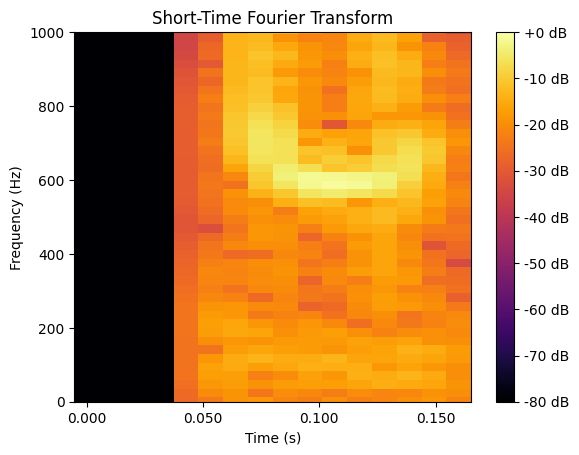 Short-Time Fourier Transform
1000
800
600
400
200
0
Frequency (Hz)
0.000
0.050
0.100
0.150
Time (s)
+0 dB
-10 dB
-20 dB
-30 dB
-40 dB
-50 dB
-60 dB
-70 dB
-80 dB